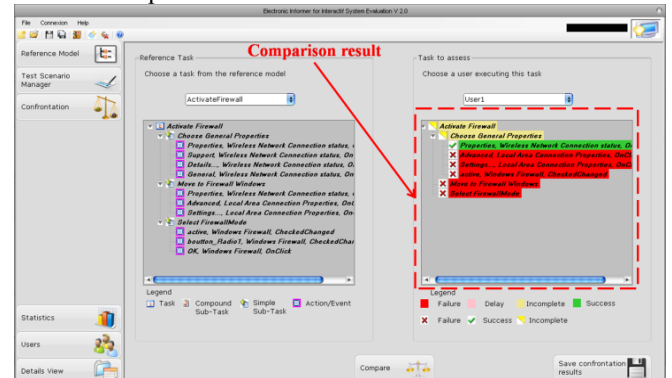 Electronic Informer for Interactif System Evaluation V 2.0
File Connexion Help
Reference Model
Test Scenario
Manager
Confrontation
Statistics
Users
Details View
Comparison result
Reference Task
Choose a task from the reference model
ActivateFirewall
Activate Firewall
Choose General Properties
Properties, Wireless Network Connection status,
Support, Wireless Network Connection status, On
Details..., Wireless Network Connection status, O
General, Wireless Network Connection status, On
Move to Firewall Windows
Properties, Wireless Network Connection status, O
Advanced, Local Area Connection Properties, OnC
Settings..., Local Area Connection Properties, On
Select FirewallMode
active, Windows Firewall, CheckedChanged
boutton_Radio1, Windows Firewall, CheckedChar
OK, Windows Firewall, OnClick
Legend
Task Compound Sub-Task Simple Sub-Task Action/Event
Task to assess
Choose a user executing this task
User1
Activate Firewall
Choose General Properties
Properties, Wireless Network Connection status, O
Advanced, Local Area Connection Properties, OnC
Settings..., Local Area Connection Properties, On
active, Windows Firewall, CheckedChanged
Move to Firewall Windows
Select FirewallMode
Legend
Failure Delay Incomplete Success
Failure Success Incomplete
Compare
Save confrontation
results